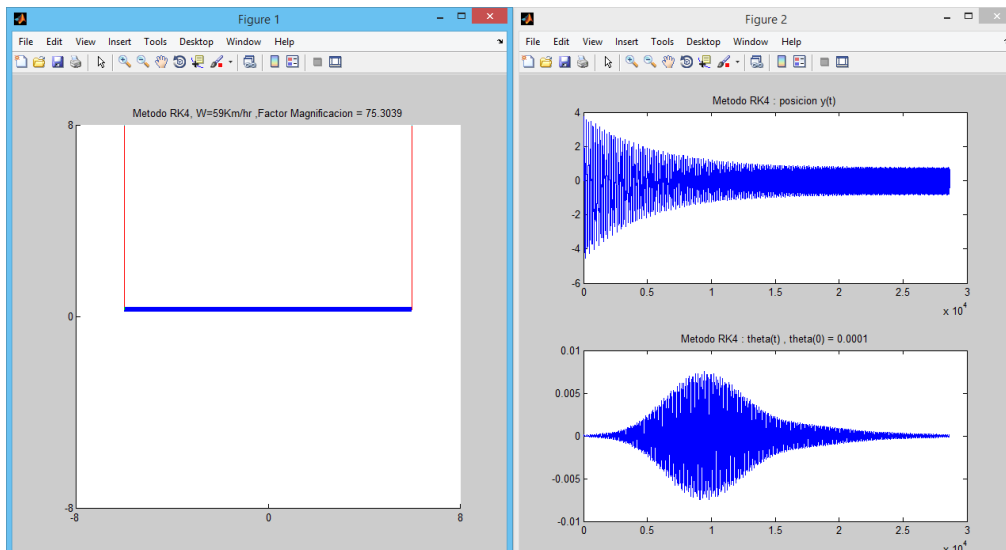 Figure 1
File Edit View Insert Tools Desktop Window Help
Metodo RK4, W=59Km/hr ,Factor Magnificacion = 75.3039
8
0
-8
-8 0 8
Figure 2
File Edit View Insert Tools Desktop Window Help
Metodo RK4 : posicion y(t)
4
2
0
-2
-4
-6
0 0.5 1 1.5 2 2.5 3
x 10^4
Metodo RK4 : theta(t) , theta(0) = 0.0001
0.01
0.005
0
-0.005
-0.01
0 0.5 1 1.5 2 2.5 3
x 10^4